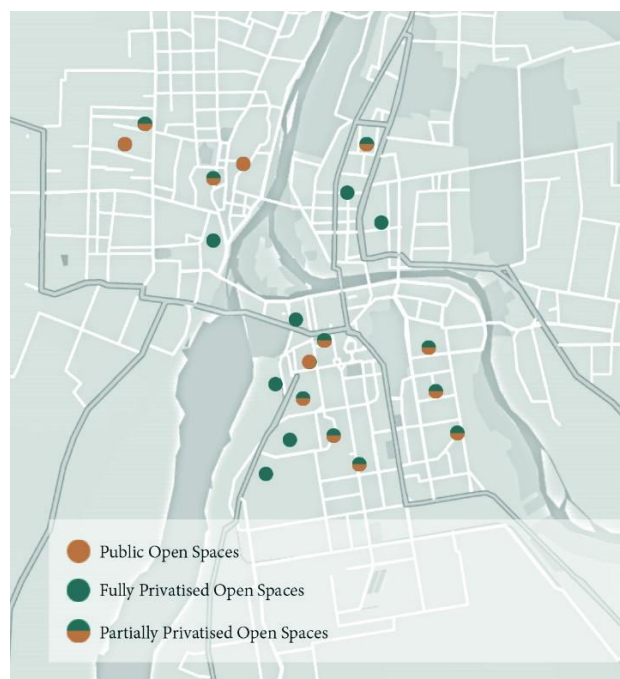 Public Open Spaces
Fully Privatised Open Spaces
Partially Privatised Open Spaces